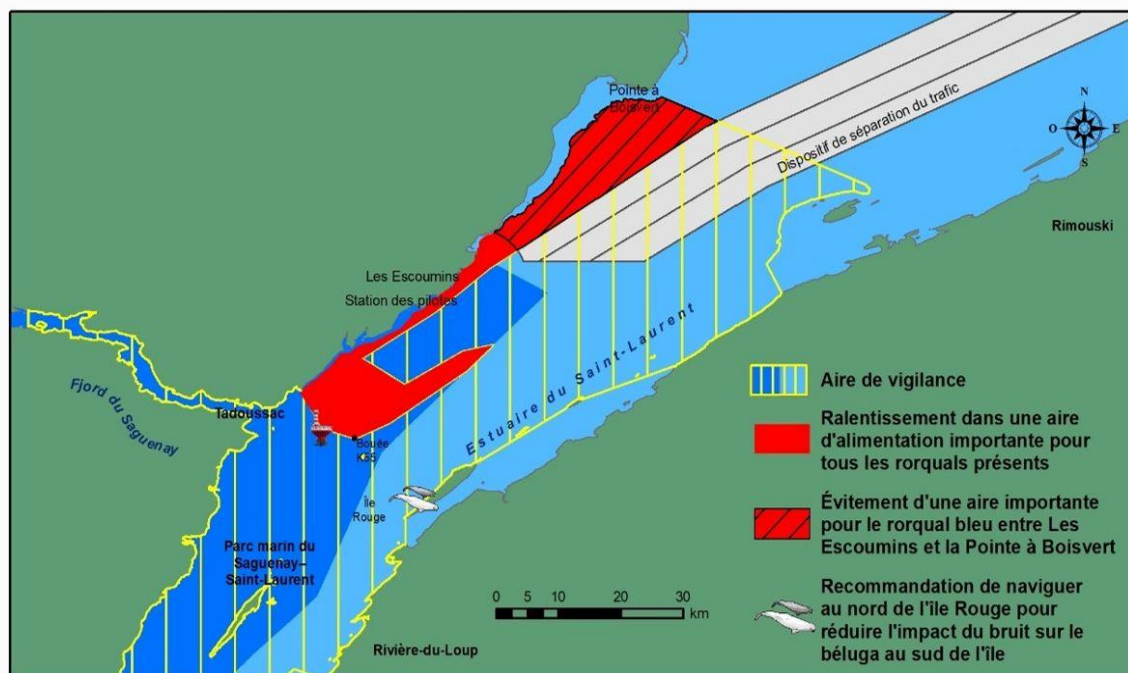 Pointe à
Boisvert
Dispositif de séparation du trafic
N
O
E
S
Rimouski
Les Escoumins
Station des pilotes
Estuaire du Saint-Laurent
Fjord du
Saguenay
Tadoussac
Bouée
K55
Île
Rouge
Parc marin du
Saguenay–
Saint-Laurent
Rivière-du-Loup
0 5 10 20 30
km
Aire de vigilance
Ralentissement dans une aire
d'alimentation importante pour
tous les rorquals présents
Évitement d'une aire importante
pour le rorqual bleu entre Les
Escoumins et la Pointe à Boisvert
Recommandation de naviguer
au nord de l'île Rouge pour
réduire l'impact du bruit sur le
béluga au sud de l'île